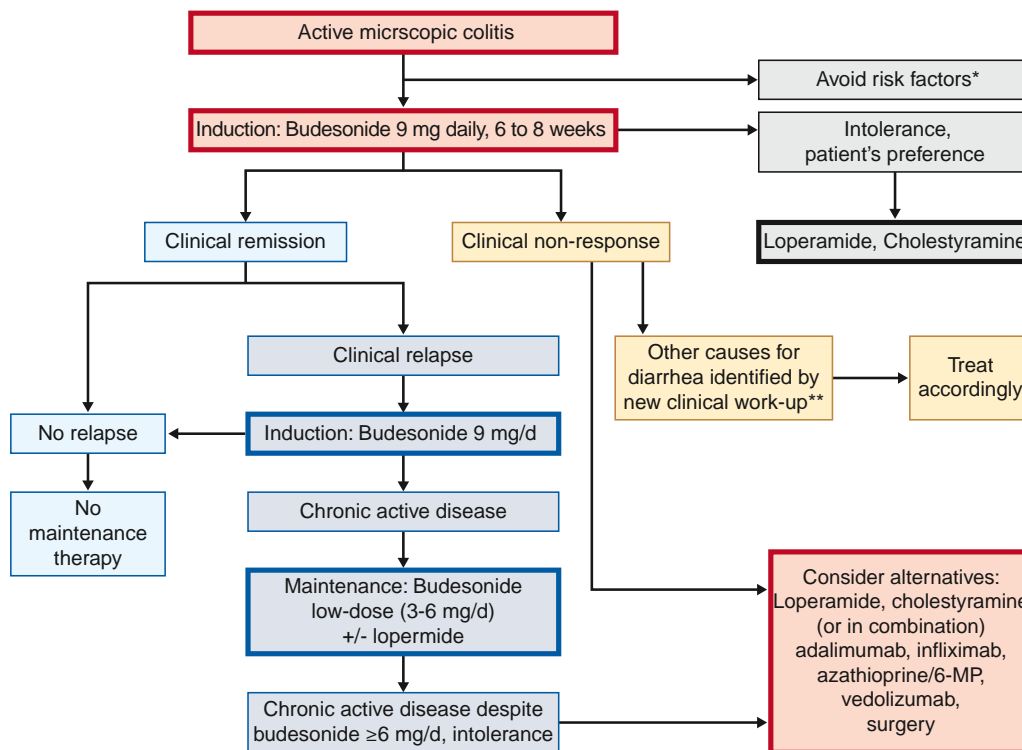 Active micrscopic colitis
Avoid risk factors*
Induction: Budesonide 9 mg daily, 6 to 8 weeks
Intolerance,
patient's preference
Clinical remission
Clinical non-response
Loperamide, Cholestyramine
Clinical relapse
Other causes for
diarrhea identified by
new clinical work-up**
Treat
accordingly
No relapse
Induction: Budesonide 9 mg/d
No
maintenance
therapy
Chronic active disease
Maintenance: Budesonide
low-dose (3-6 mg/d)
+/- lopermide
Consider alternatives:
Loperamide, cholestyramine
(or in combination)
adalimumab, infliximab,
azathioprine/6-MP,
vedolizumab,
surgery
Chronic active disease despite
budesonide ≥6 mg/d, intolerance